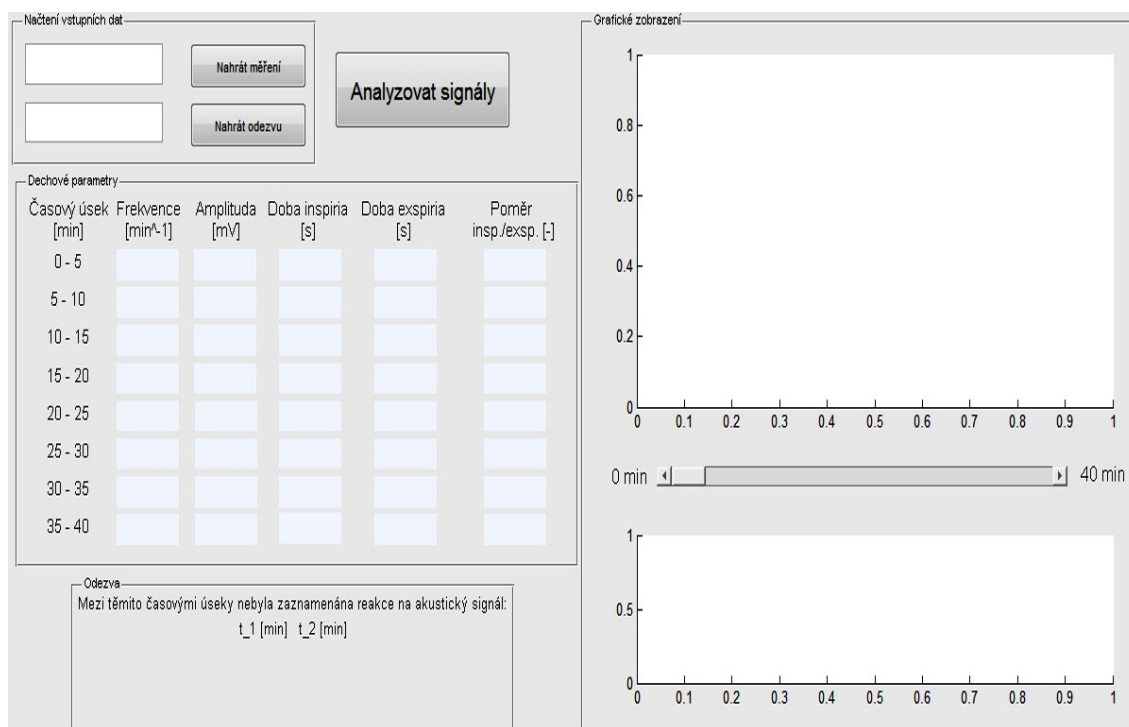 Načtení vstupních dat
Nahrát měření
Nahrát odezvu
Analyzovat signály
Dechové parametry
Časový úsek Frekvence Amplituda Doba inspiria Doba exspiria Poměr
[min] [min^-1] [mV] [s] [s] insp./exsp. [-]
0 - 5
5 - 10
10 - 15
15 - 20
20 - 25
25 - 30
30 - 35
35 - 40
Odezva
Mezi těmito časovými úseky nebyla zaznamenána reakce na akustický signál:
t_1 [min] t_2 [min]
Grafické zobrazení
1
0.8
0.6
0.4
0.2
0
0 0.1 0.2 0.3 0.4 0.5 0.6 0.7 0.8 0.9 1
0 min 40 min
1
0.5
0
0 0.1 0.2 0.3 0.4 0.5 0.6 0.7 0.8 0.9 1